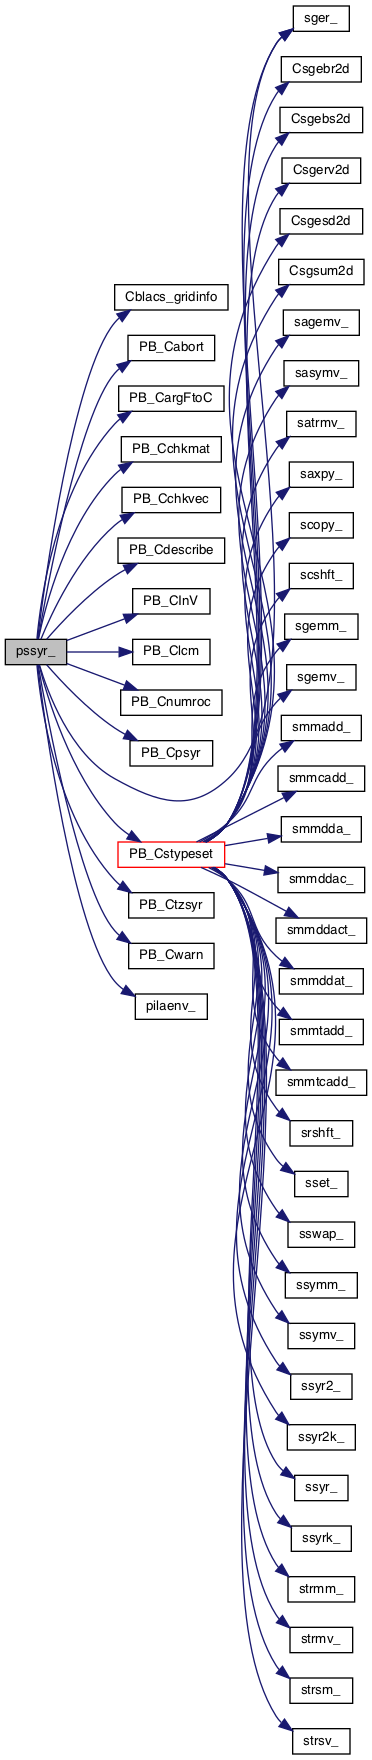 sger_
Csgebr2d
Csgebs2d
Csgerv2d
Csgesd2d
Csgsum2d
Cblacs_gridinfo
sagemv_
PB_Cabort
sasymv_
PB_CargFtoC
satrmv_
PB_Cchkmat
saxpy_
PB_Cchkvec
scopy_
PB_Cdescribe
scshft_
PB_CInV
sgemm_
pssyr_
PB_Clcm
sgemv_
PB_Cnumroc
smmadd_
PB_Cpsyr
smmcadd_
smmdda_
PB_Cstypeset
smmddac_
PB_Ctzsyr
smmddact_
PB_Cwarn
smmddat_
pilaenv_
smmtadd_
smmtcadd_
srshft_
sset_
sswap_
ssymm_
ssymv_
ssyr2_
ssyr2k_
ssyr_
ssyrk_
strmm_
strmv_
strsm_
strsv_